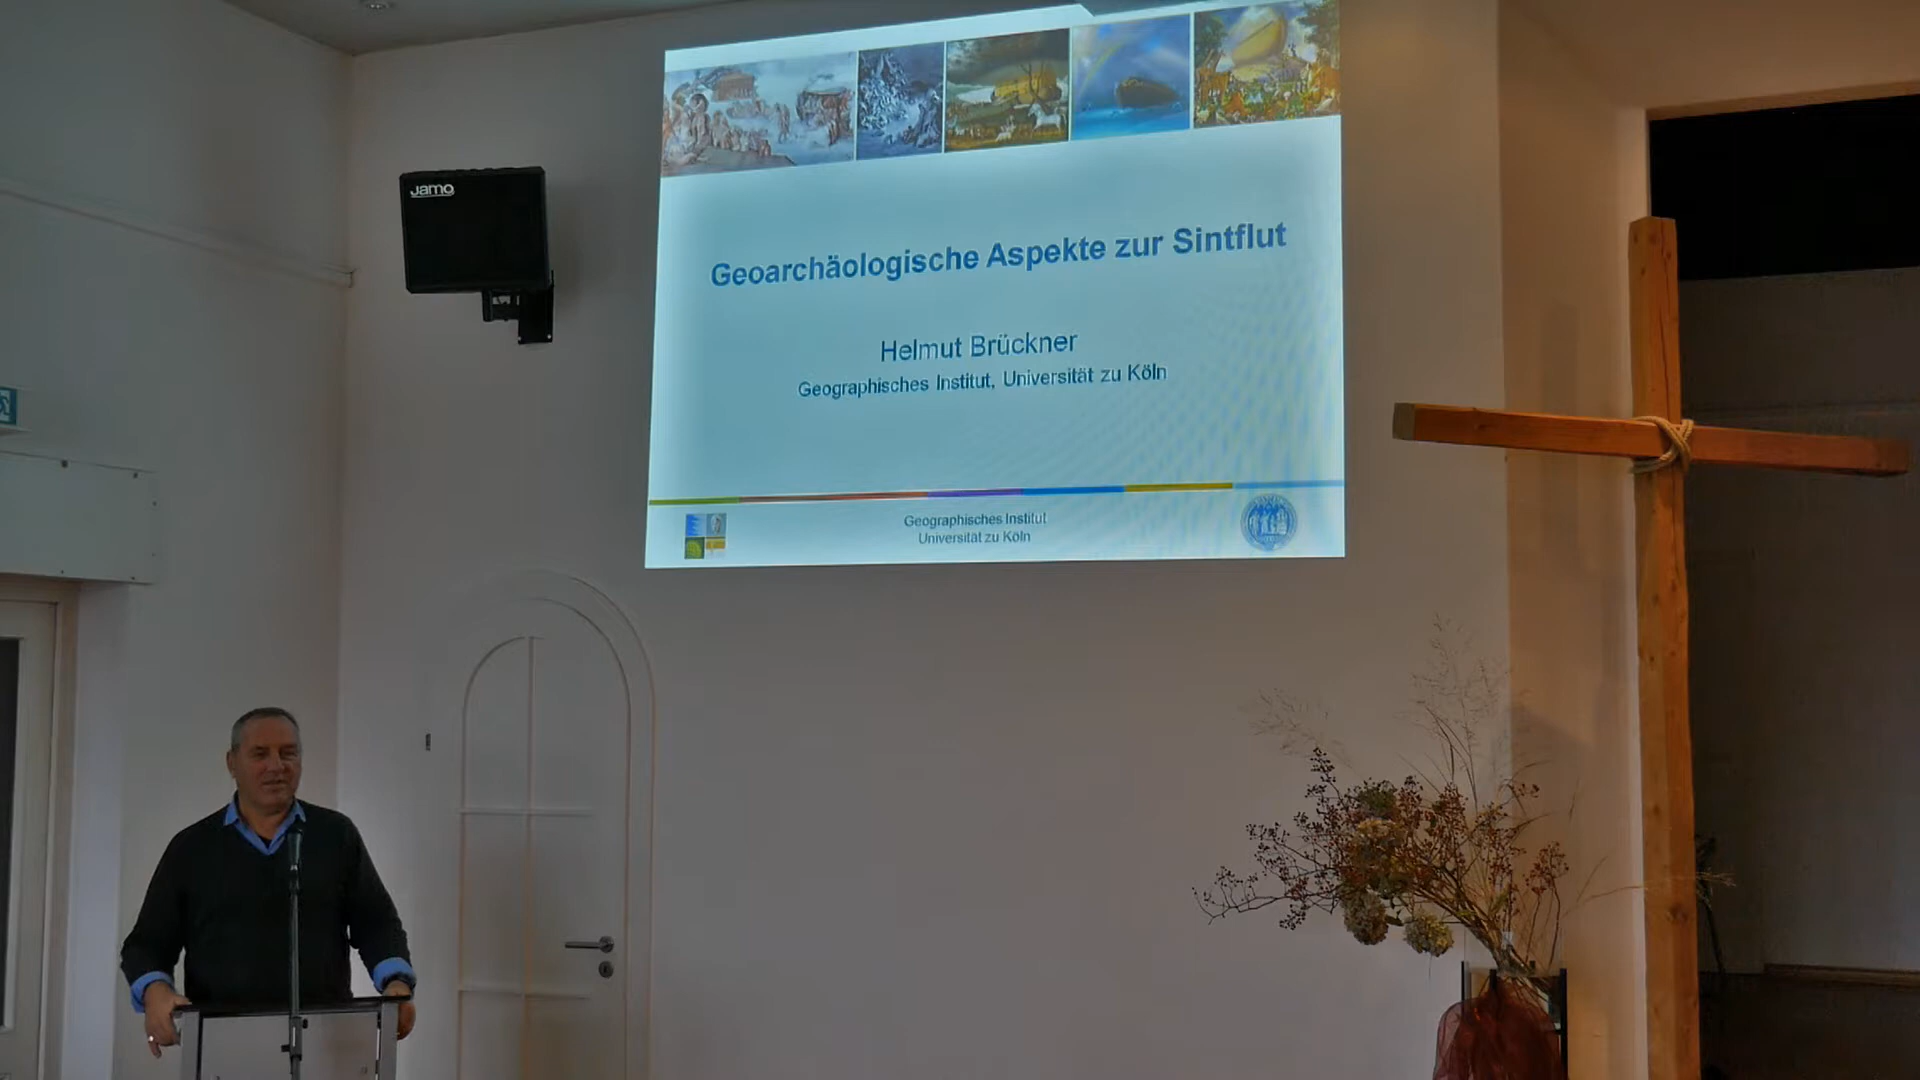 Jamo
Geoarchäologische Aspekte zur Sintflut
Helmut Brückner
Geographisches Institut, Universität zu Köln
Geographisches Institut
Universität zu Köln